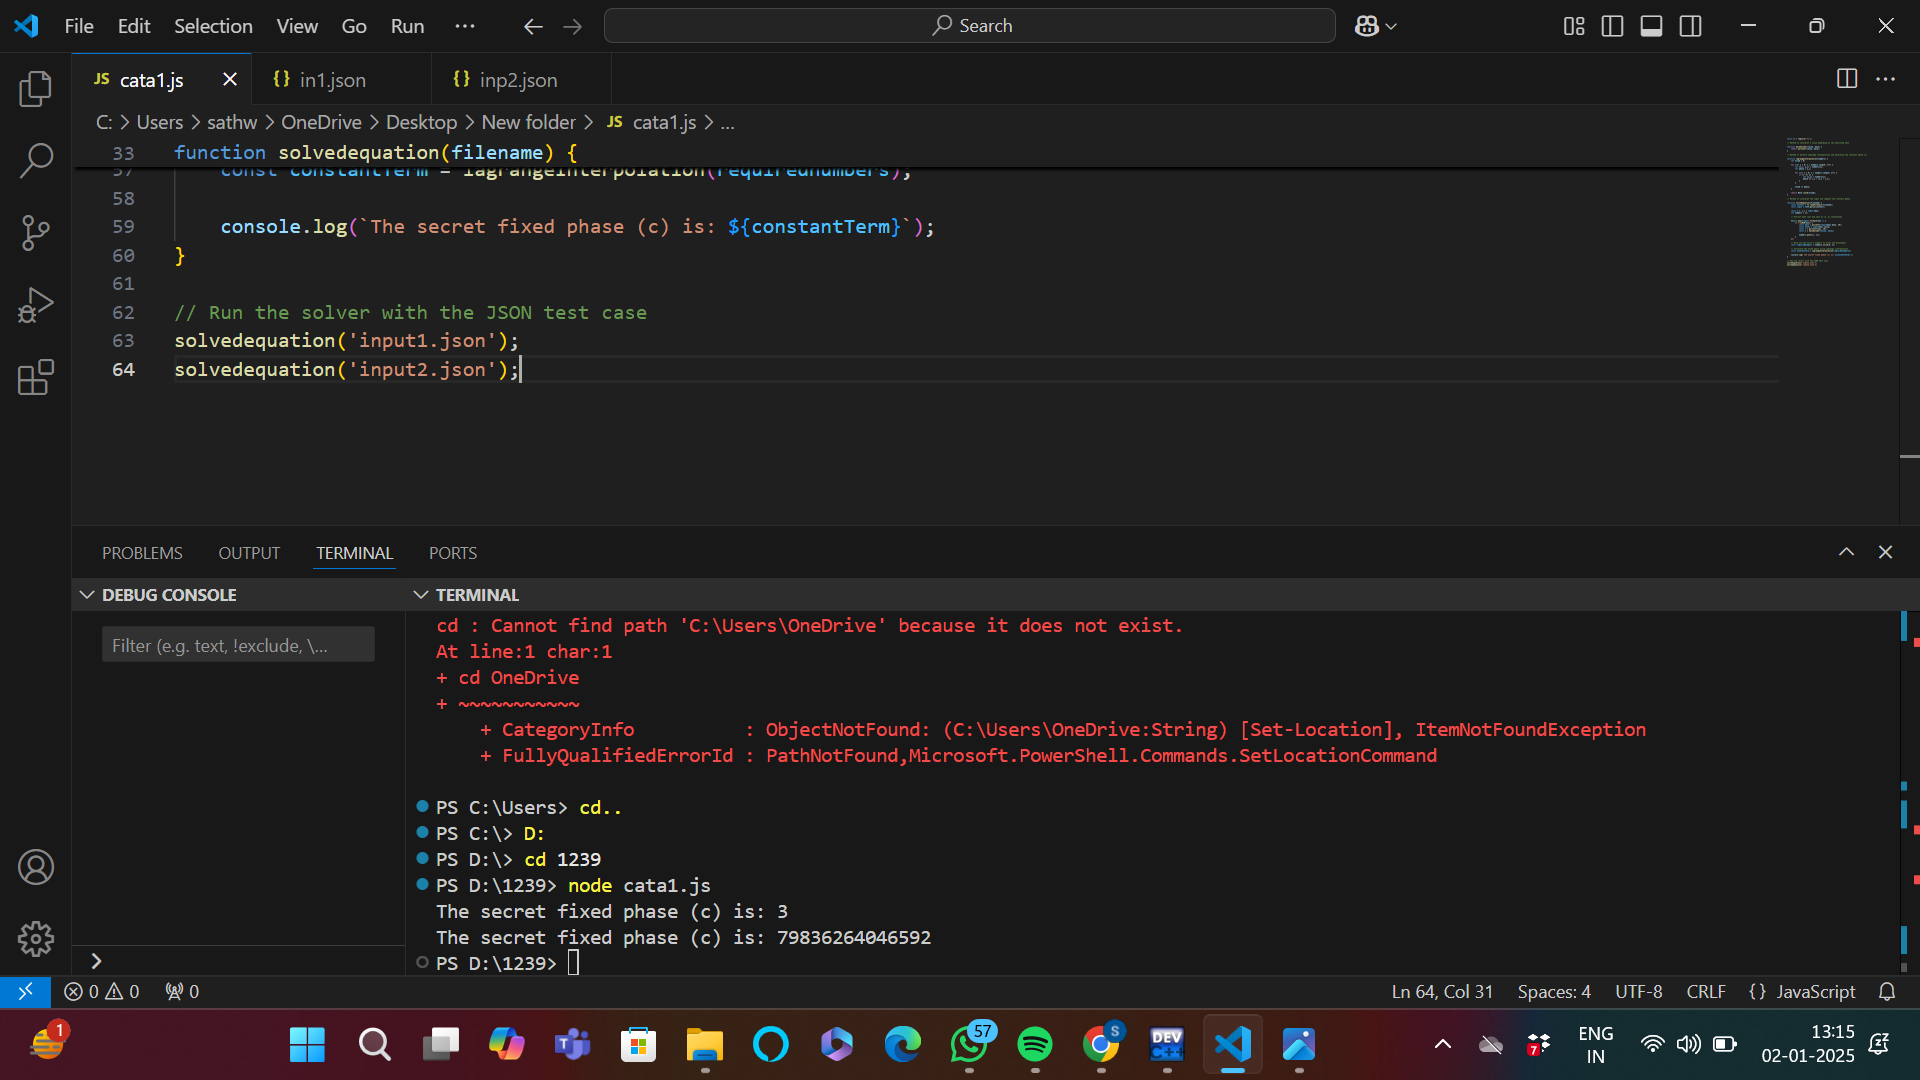 File Edit Selection View Go Run ... Search
JS cata1.js {} in1.json {} inp2.json
C: > Users > sathw > OneDrive > Desktop > New folder > JS cata1.js > ...
33 function solvedequation(filename) {
57 const constantTerm = lagrangeInterpolation(requirednumbers);
58
59 console.log(`The secret fixed phase (c) is: ${constantTerm}`);
60 }
61
62 // Run the solver with the JSON test case
63 solvedequation('input1.json');
64 solvedequation('input2.json');
PROBLEMS OUTPUT TERMINAL PORTS
DEBUG CONSOLE
Filter (e.g. text, !exclude, \...
TERMINAL
cd : Cannot find path 'C:\Users\OneDrive' because it does not exist.
At line:1 char:1
+ cd OneDrive
+ ~~~~~~~~~~~
+ CategoryInfo : ObjectNotFound: (C:\Users\OneDrive:String) [Set-Location], ItemNotFoundException
+ FullyQualifiedErrorId : PathNotFound,Microsoft.PowerShell.Commands.SetLocationCommand
PS C:\Users> cd..
PS C:\> D:
PS D:\> cd 1239
PS D:\1239> node cata1.js
The secret fixed phase (c) is: 3
The secret fixed phase (c) is: 79836264046592
PS D:\1239>
0 0 0 Ln 64, Col 31 Spaces: 4 UTF-8 CRLF {} JavaScript
1 57 S DEV C++ 7 ENG 13:15
IN 02-01-2025